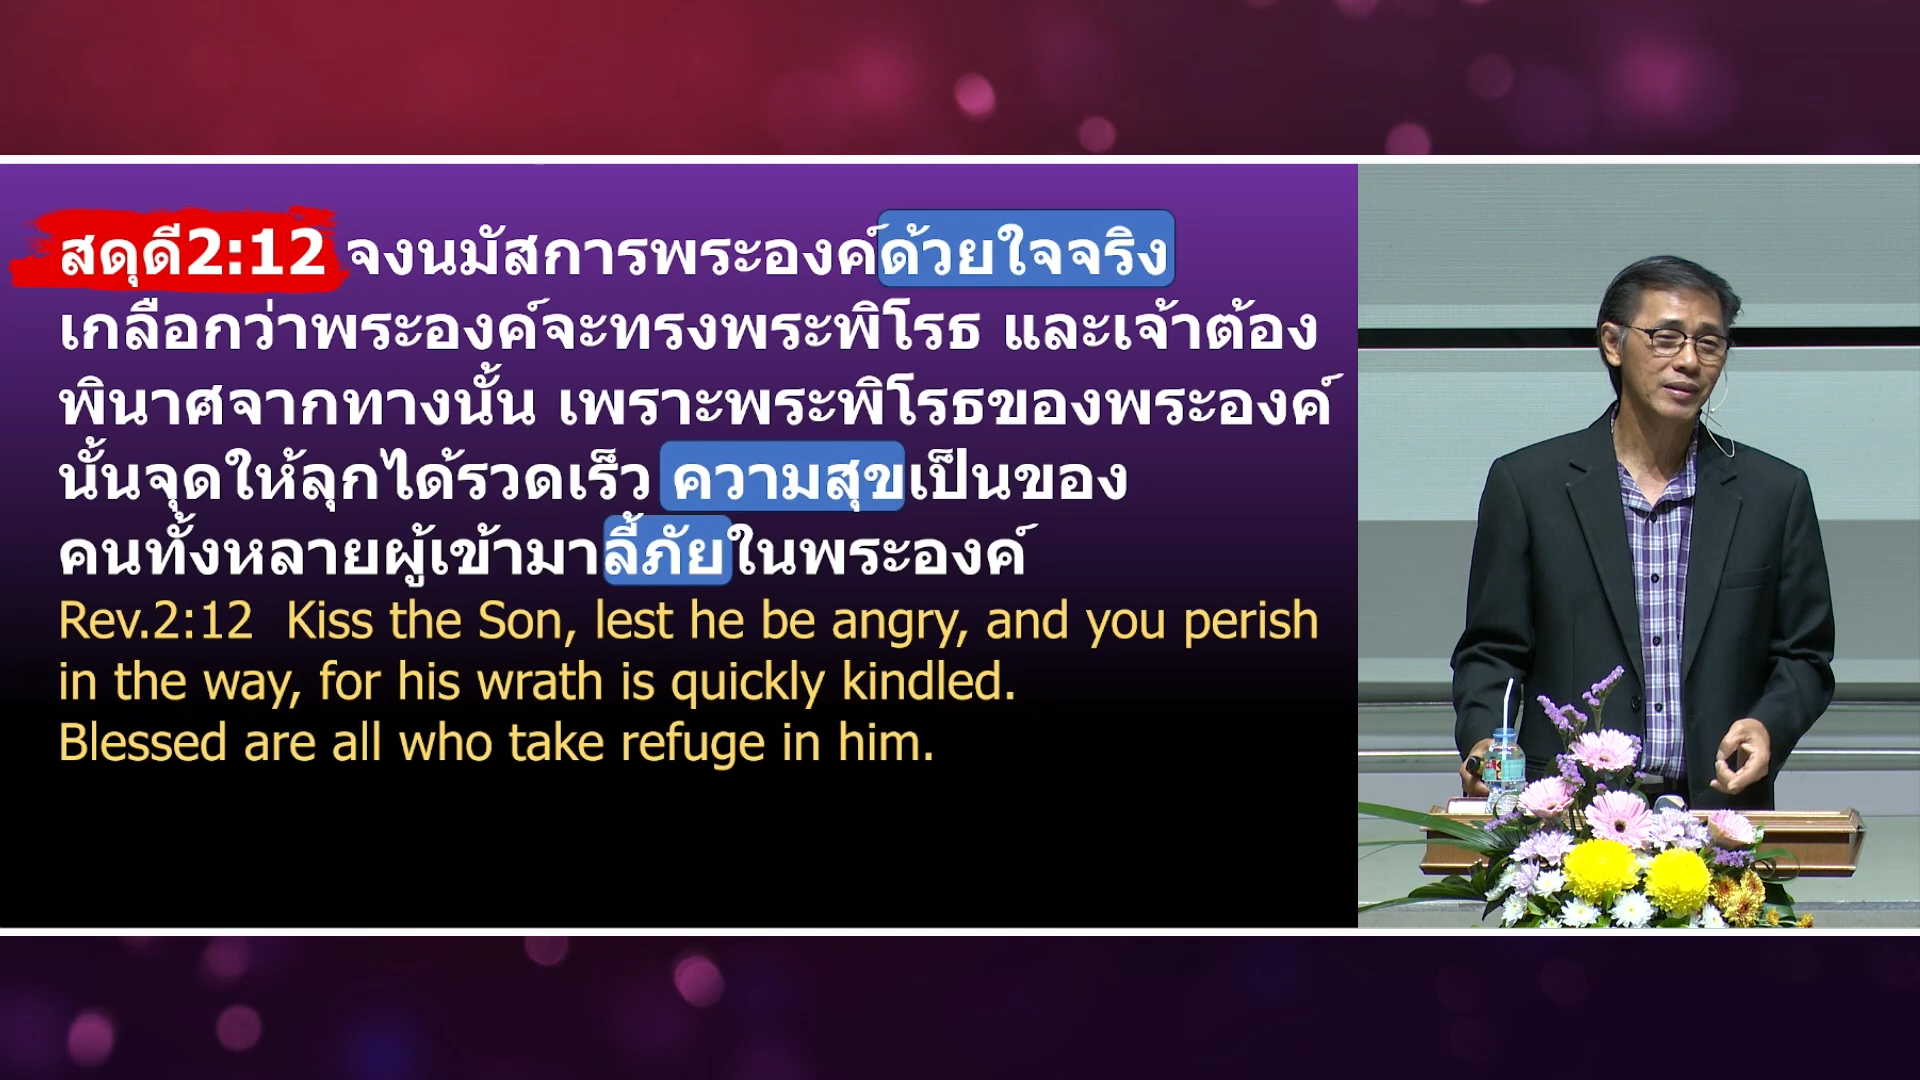 สดุดี2:12 จงนมัสการพระองค์ด้วยใจจริง
เกลือกว่าพระองค์จะทรงพระพิโรธ และเจ้าต้อง
พินาศจากทางนั้น เพราะพระพิโรธของพระองค์
นั้นจุดให้ลุกได้รวดเร็ว ความสุขเป็นของ
คนทั้งหลายผู้เข้ามาลี้ภัยในพระองค์
Rev.2:12 Kiss the Son, lest he be angry, and you perish
in the way, for his wrath is quickly kindled.
Blessed are all who take refuge in him.